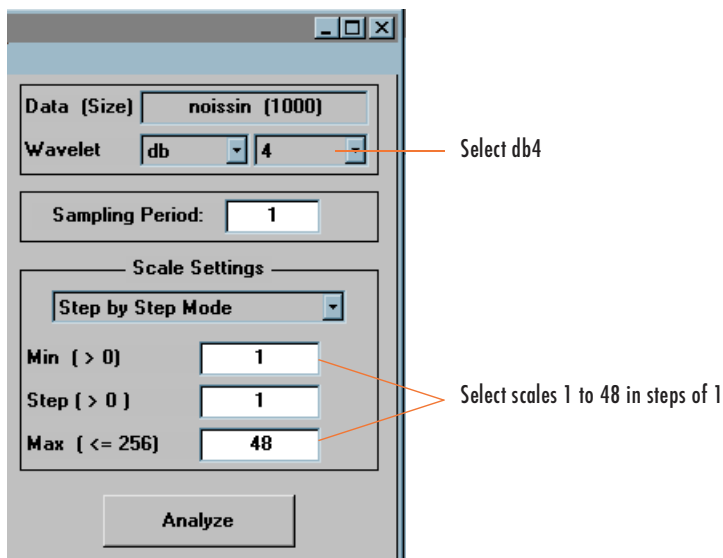 Data (Size) noissin (1000)
Wavelet db 4
Select db4
Sampling Period: 1
Scale Settings
Step by Step Mode
Min ( > 0) 1
Step ( > 0 ) 1
Select scales 1 to 48 in steps of 1
Max ( <= 256) 48
Analyze